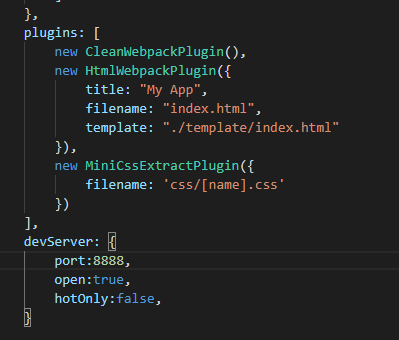 },
plugins: [
new CleanWebpackPlugin(),
new HtmlWebpackPlugin({
title: "My App",
filename: "index.html",
template: "./template/index.html"
}),
new MiniCssExtractPlugin({
filename: 'css/[name].css'
})
],
devServer: {
port:8888,
open:true,
hotOnly:false,
}